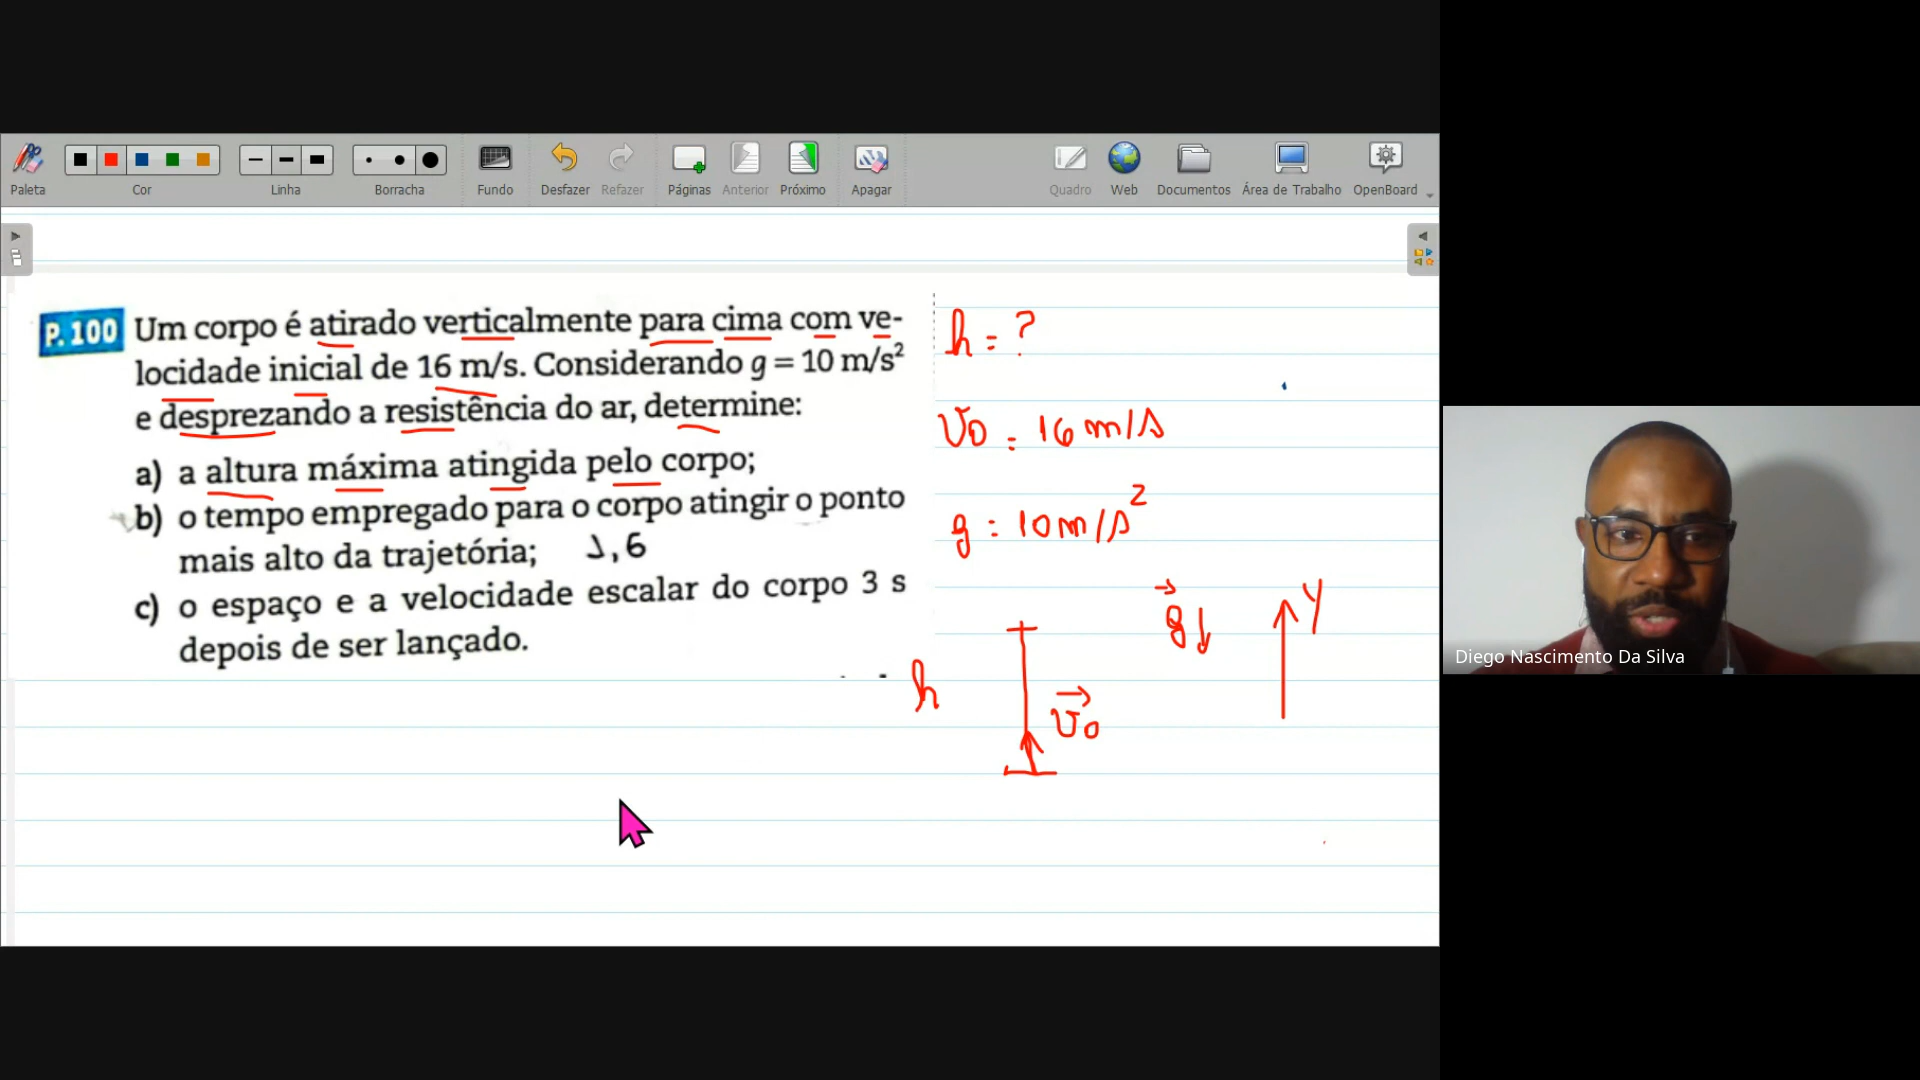 Paleta
Cor
Linha
Borracha
Fundo
Desfazer
Refazer
Páginas
Anterior
Próximo
Apagar
Quadro
Web
Documentos
Área de Trabalho
OpenBoard
P.100 Um corpo é atirado verticalmente para cima com ve-
locidade inicial de 16 m/s. Considerando g = 10 m/s²
e desprezando a resistência do ar, determine:
a) a altura máxima atingida pelo corpo;
b) o tempo empregado para o corpo atingir o ponto
mais alto da trajetória; 1,6
c) o espaço e a velocidade escalar do corpo 3 s
depois de ser lançado.
h = ?
V0 = 16 m/s
g = 10 m/s²
g
y
h
V0
Diego Nascimento Da Silva